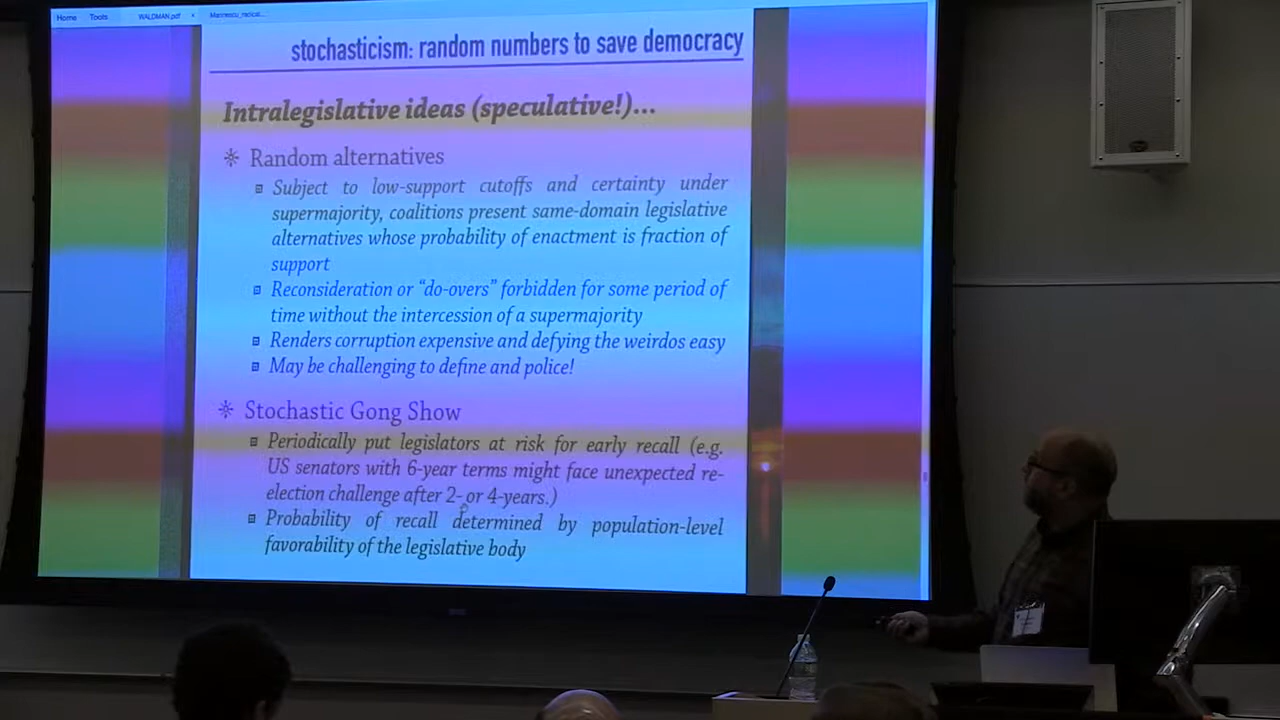 Home Tools WALDMAN.pdf
stochasticism: random numbers to save democracy
Intralegislative ideas (speculative!)...
Random alternatives
Subject to low-support cutoffs and certainty under
supermajority, coalitions present same-domain legislative
alternatives whose probability of enactment is fraction of
support
Reconsideration or “do-overs” forbidden for some period of
time without the intercession of a supermajority
Renders corruption expensive and defying the weirdos easy
May be challenging to define and police!
Stochastic Gong Show
Periodically put legislators at risk for early recall (e.g.
US senators with 6-year terms might face unexpected re-
election challenge after 2- or 4-years.)
Probability of recall determined by population-level
favorability of the legislative body